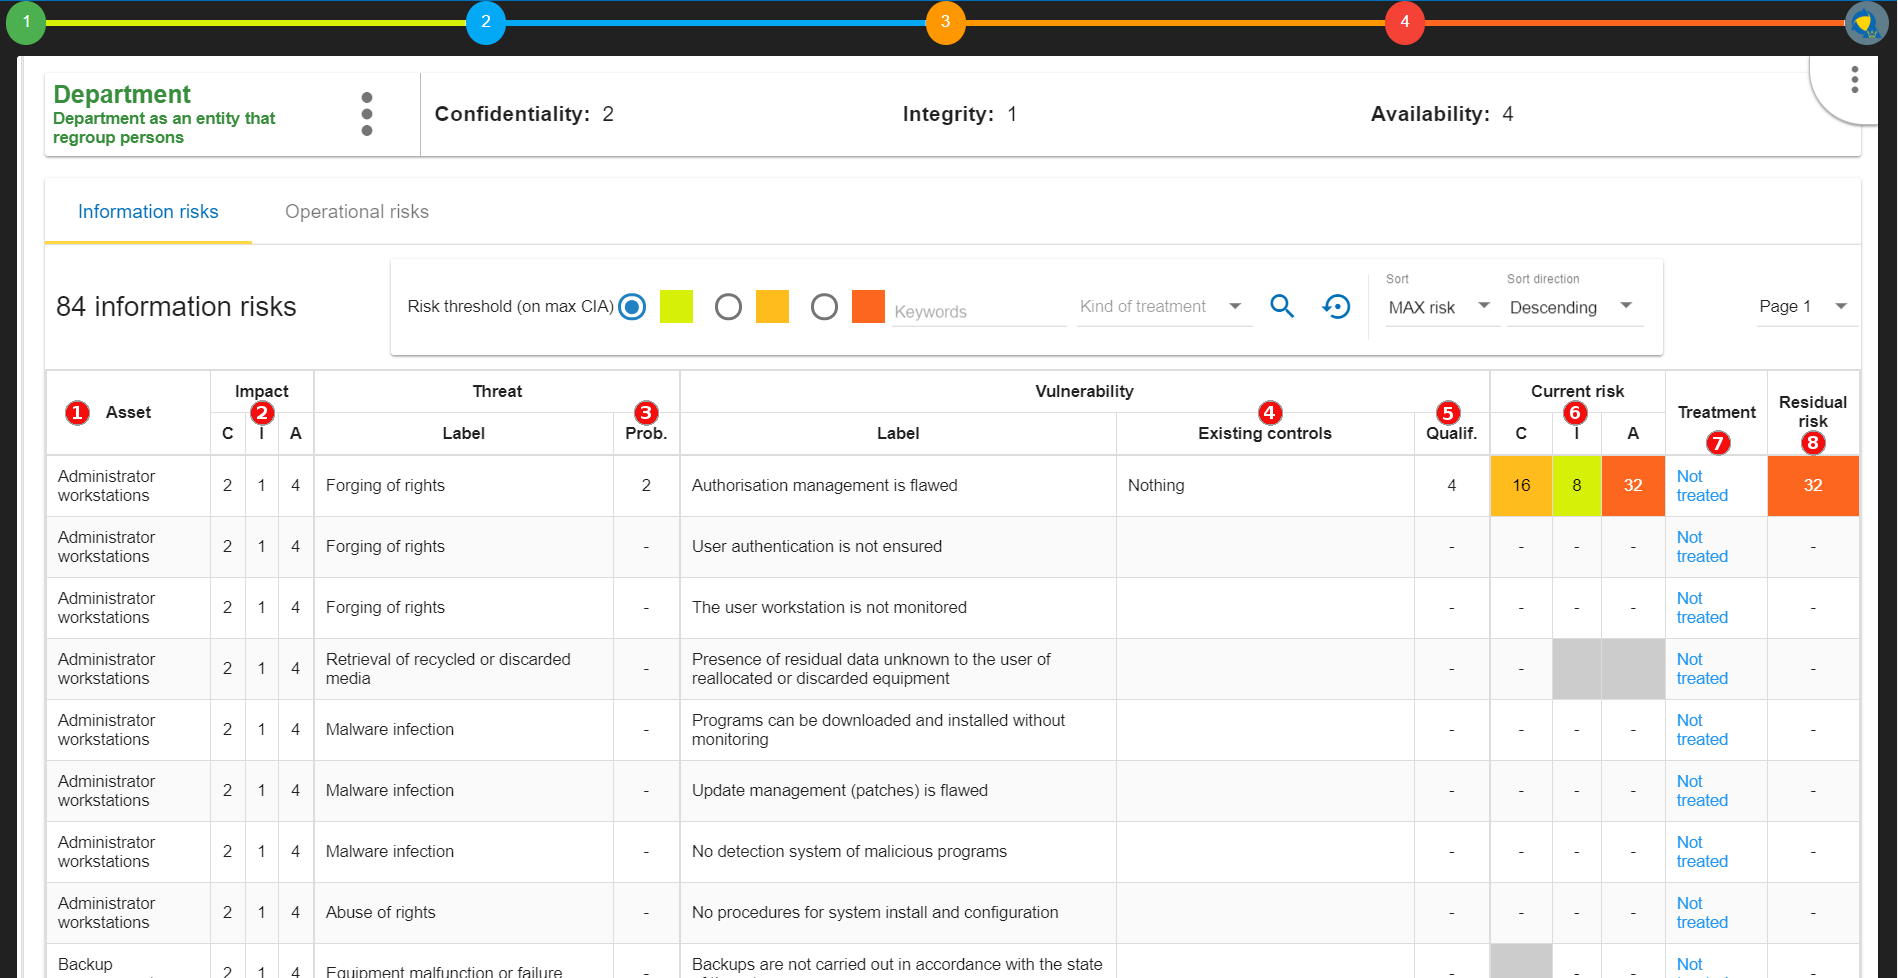 1 2 3 4
Department
Department as an entity that
regroup persons
Confidentiality: 2
Integrity: 1
Availability: 4
Information risks
Operational risks
84 information risks
Risk threshold (on max CIA)
Keywords
Kind of treatment
Sort
MAX risk
Sort direction
Descending
Page 1
1 Asset
Impact
2
C I A
Threat
Label
3
Prob.
Vulnerability
Label
4
Existing controls
5
Qualif.
Current risk
6
C I A
Treatment
7
Residual
risk
8
Administrator
workstations
2 1 4 Forging of rights 2 Authorisation management is flawed Nothing 4 16 8 32
Not
treated
32
Administrator
workstations
2 1 4 Forging of rights - User authentication is not ensured - - - -
Not
treated
-
Administrator
workstations
2 1 4 Forging of rights - The user workstation is not monitored - - - -
Not
treated
-
Administrator
workstations
2 1 4
Retrieval of recycled or discarded
media
-
Presence of residual data unknown to the user of
reallocated or discarded equipment
- -
Not
treated
-
Administrator
workstations
2 1 4 Malware infection -
Programs can be downloaded and installed without
monitoring
- - - -
Not
treated
-
Administrator
workstations
2 1 4 Malware infection - Update management (patches) is flawed - - - -
Not
treated
-
Administrator
workstations
2 1 4 Malware infection - No detection system of malicious programs - - - -
Not
treated
-
Administrator
workstations
2 1 4 Abuse of rights - No procedures for system install and configuration - - - -
Not
treated
-
Backup
2 1 4 Equipment malfunction or failure -
Backups are not carried out in accordance with the state
- - -
Not
-